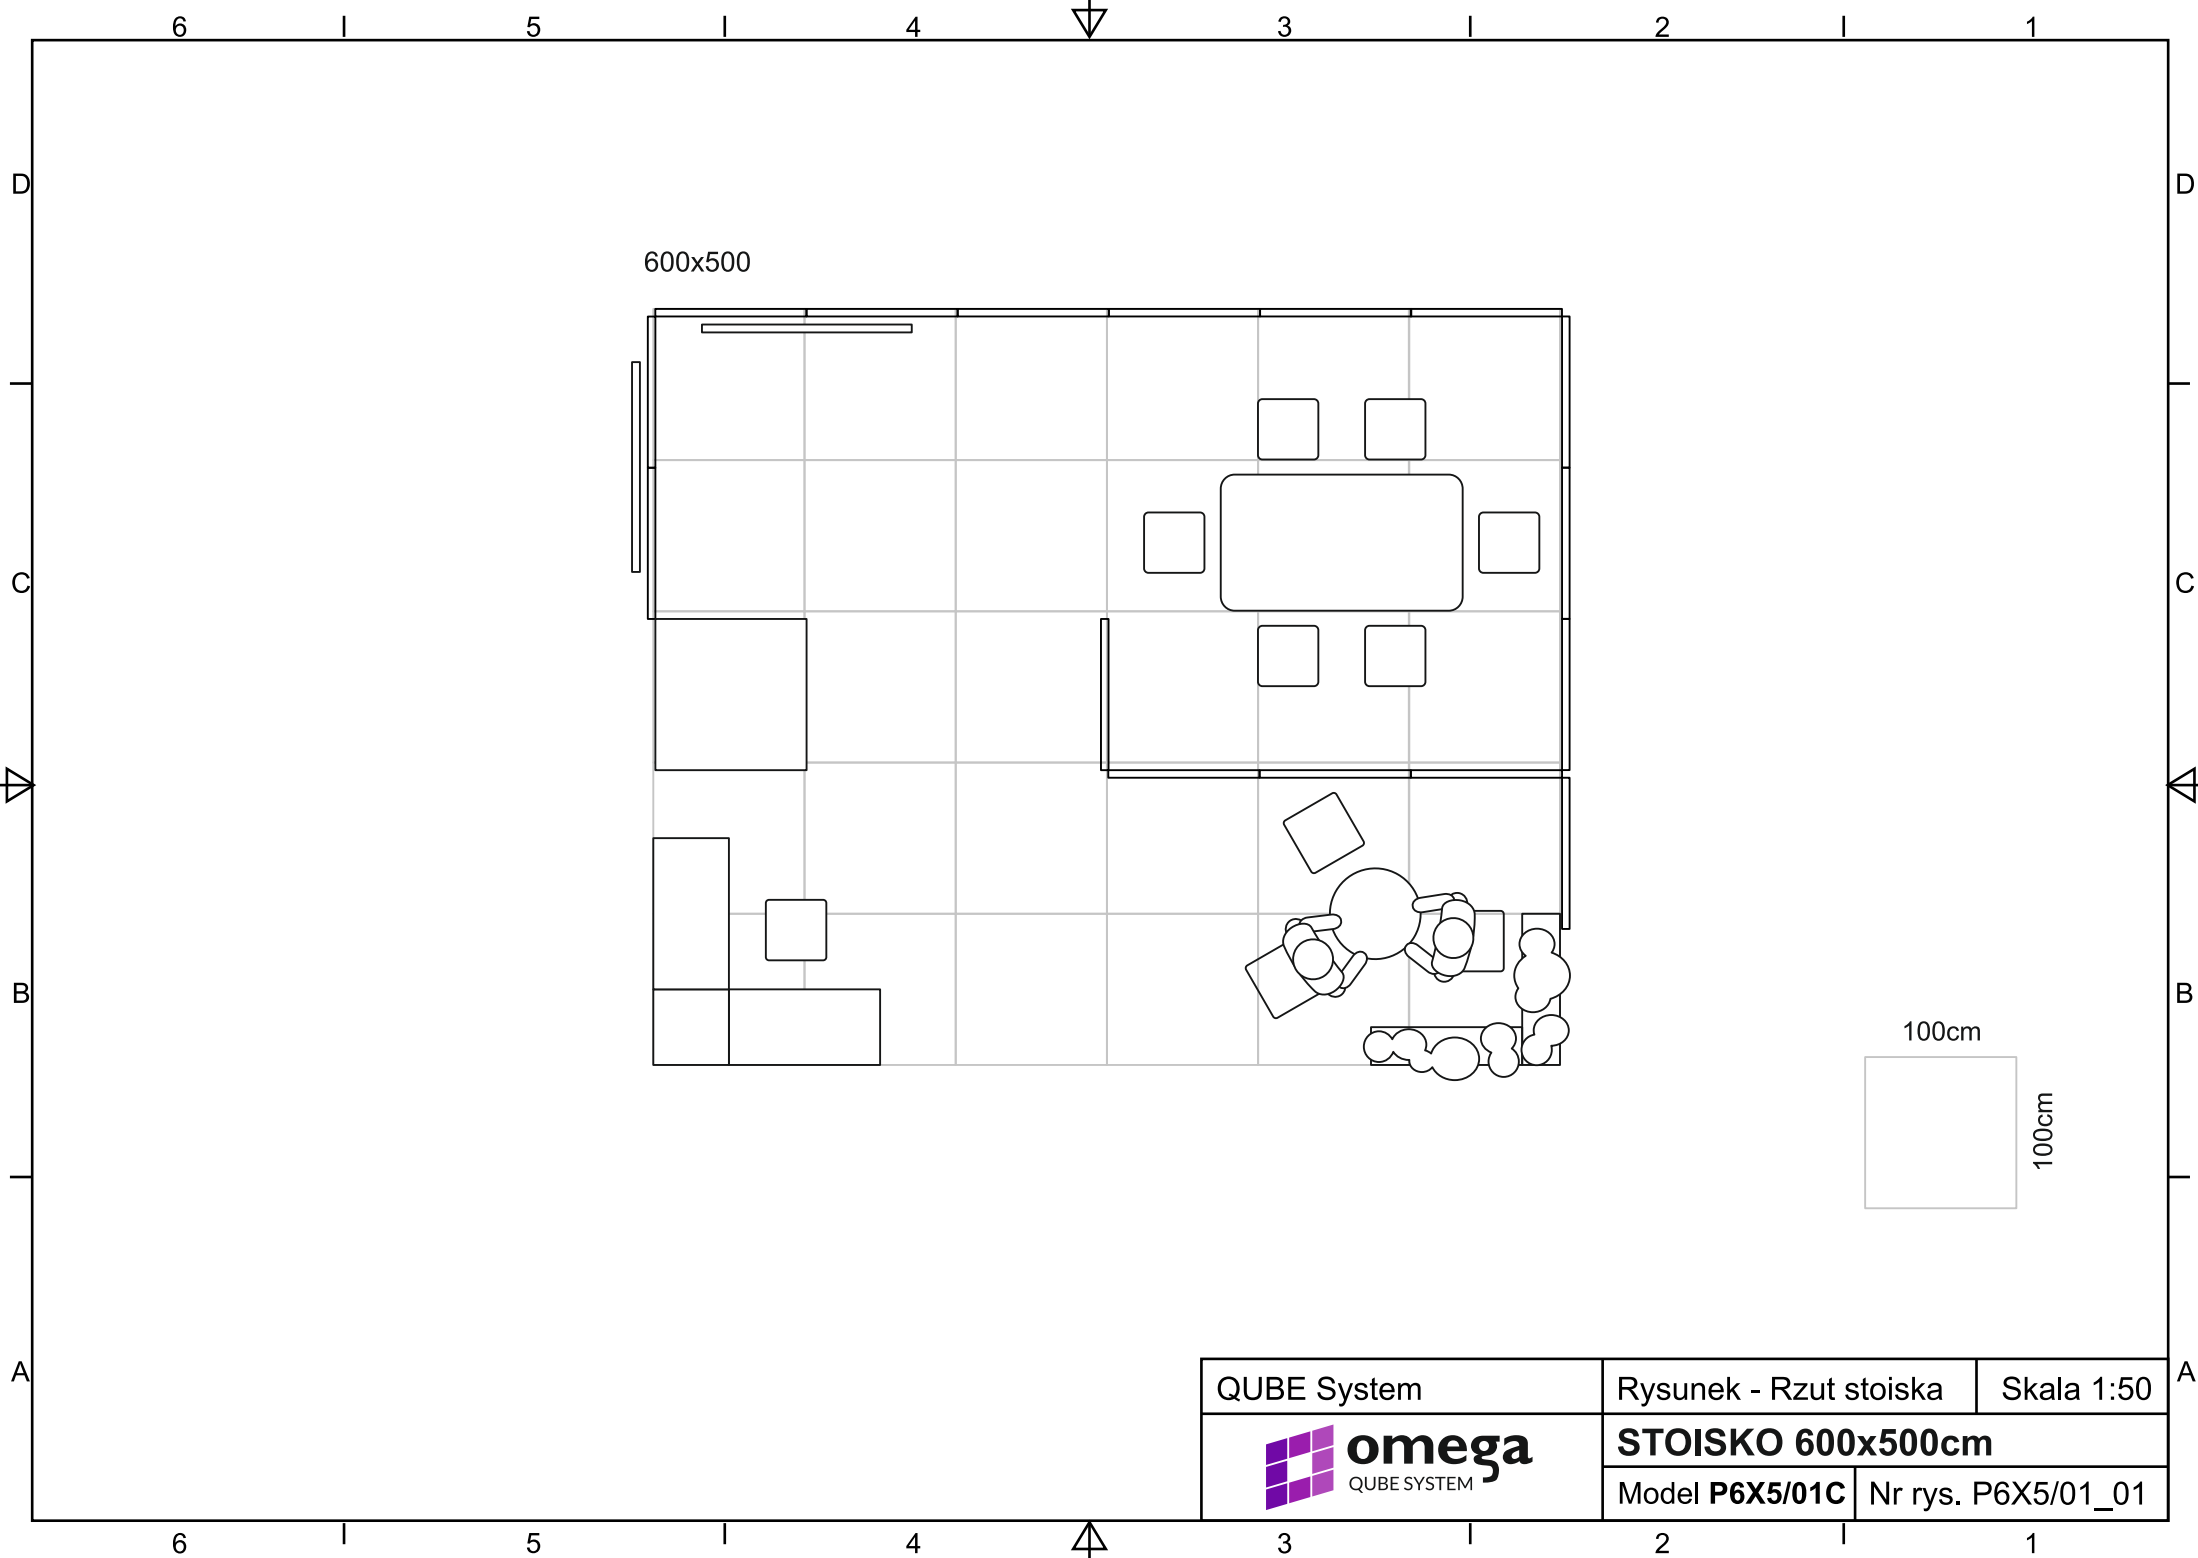 6 5 4 3 2 1
D D
600x500
C C
B B
100cm
100cm
A A
QUBE System
Rysunek - Rzut stoiska
Skala 1:50
omega
QUBE SYSTEM
STOISKO 600x500cm
Model P6X5/01C
Nr rys. P6X5/01_01
6 5 4 3 2 1